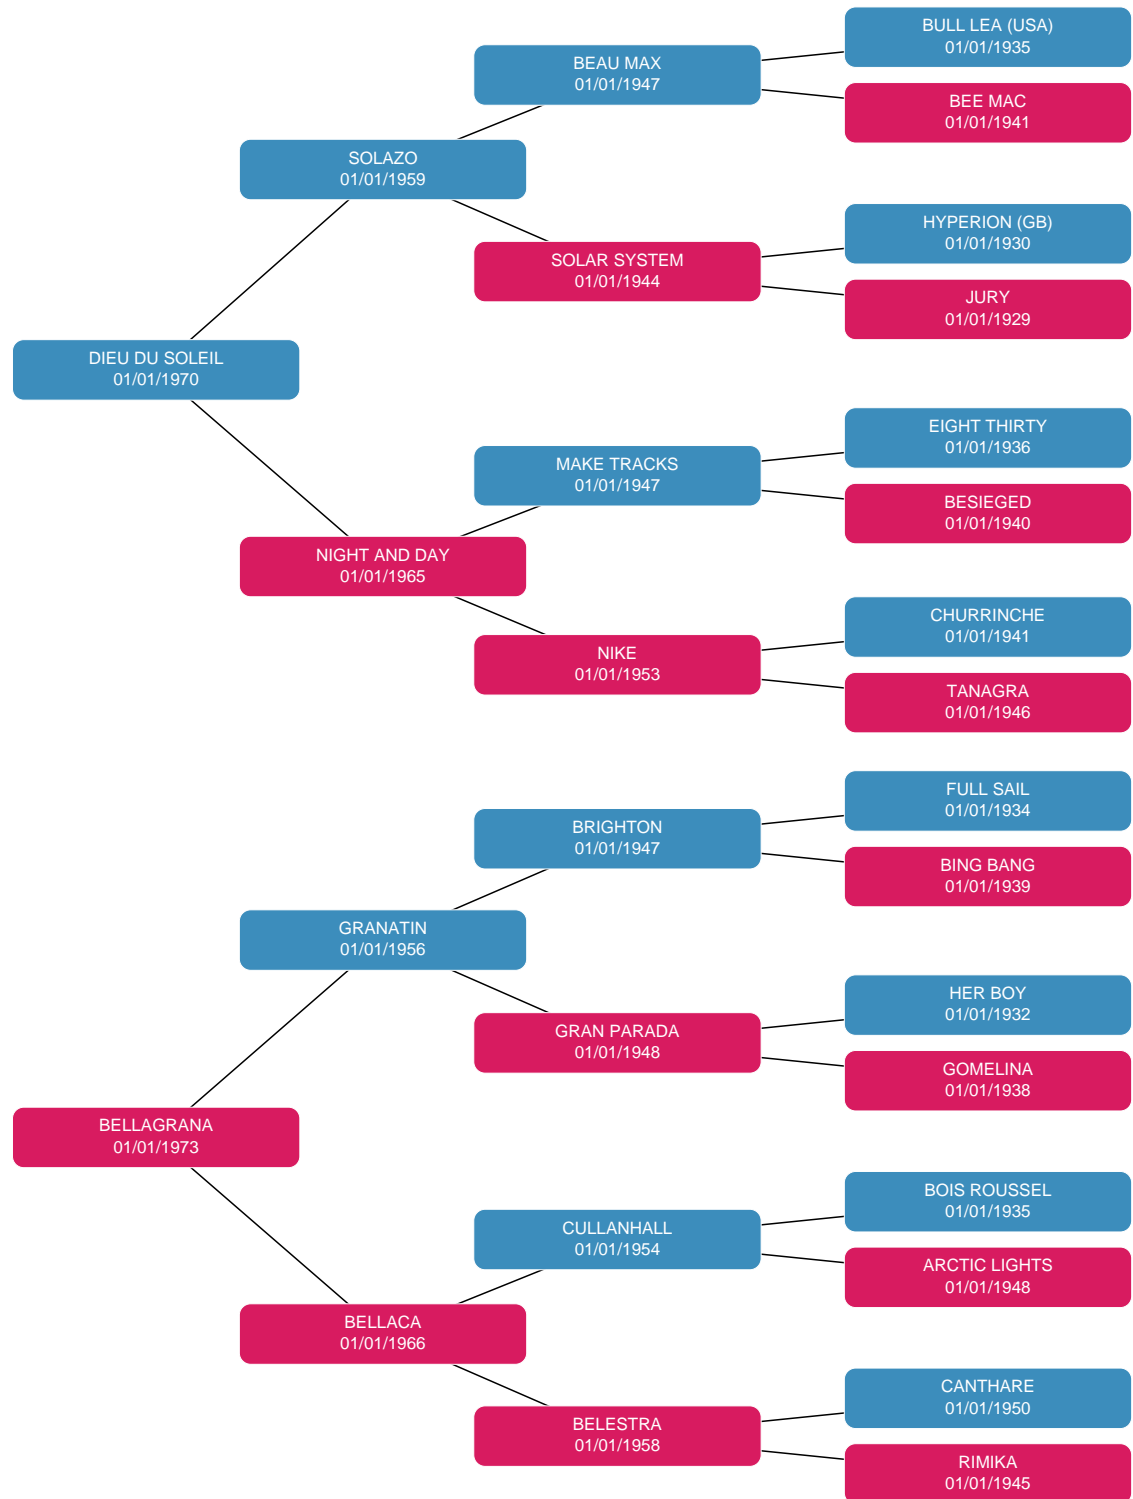 BULL LEA (USA)
01/01/1935
BEAU MAX
01/01/1947
BEE MAC
01/01/1941
SOLAZO
01/01/1959
HYPERION (GB)
01/01/1930
SOLAR SYSTEM
01/01/1944
JURY
01/01/1929
DIEU DU SOLEIL
01/01/1970
EIGHT THIRTY
01/01/1936
MAKE TRACKS
01/01/1947
BESIEGED
01/01/1940
NIGHT AND DAY
01/01/1965
CHURRINCHE
01/01/1941
NIKE
01/01/1953
TANAGRA
01/01/1946
FULL SAIL
01/01/1934
BRIGHTON
01/01/1947
BING BANG
01/01/1939
GRANATIN
01/01/1956
HER BOY
01/01/1932
GRAN PARADA
01/01/1948
GOMELINA
01/01/1938
BELLAGRANA
01/01/1973
BOIS ROUSSEL
01/01/1935
CULLANHALL
01/01/1954
ARCTIC LIGHTS
01/01/1948
BELLACA
01/01/1966
CANTHARE
01/01/1950
BELESTRA
01/01/1958
RIMIKA
01/01/1945